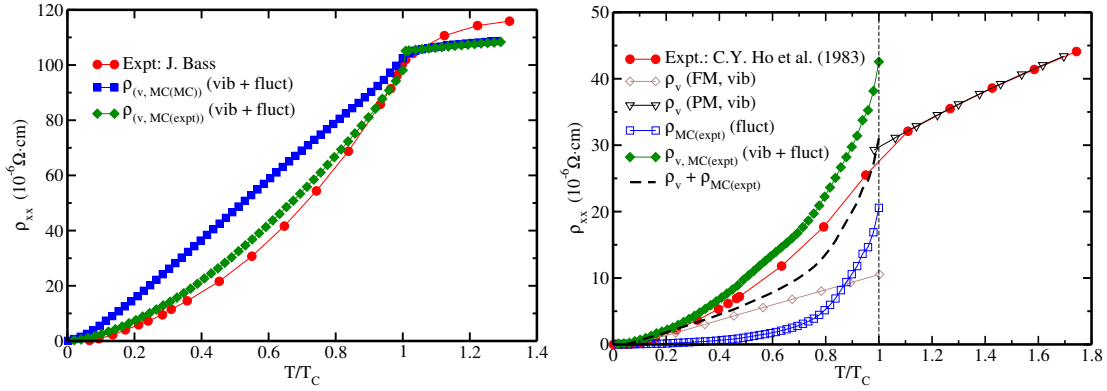 120
100
80
60
40
20
0
ρxx (10⁻⁶Ω·cm)
Expt: J. Bass
ρ(v, MC(MC)) (vib + fluct)
ρ(v, MC(expt)) (vib + fluct)
0 0.2 0.4 0.6 0.8 1 1.2 1.4
T/TC
50
40
30
20
10
0
ρxx (10⁻⁶Ω·cm)
Expt.: C.Y. Ho et al. (1983)
ρv (FM, vib)
ρv (PM, vib)
ρMC(expt) (fluct)
ρv, MC(expt) (vib + fluct)
ρv + ρMC(expt)
0 0.2 0.4 0.6 0.8 1 1.2 1.4 1.6 1.8
T/TC